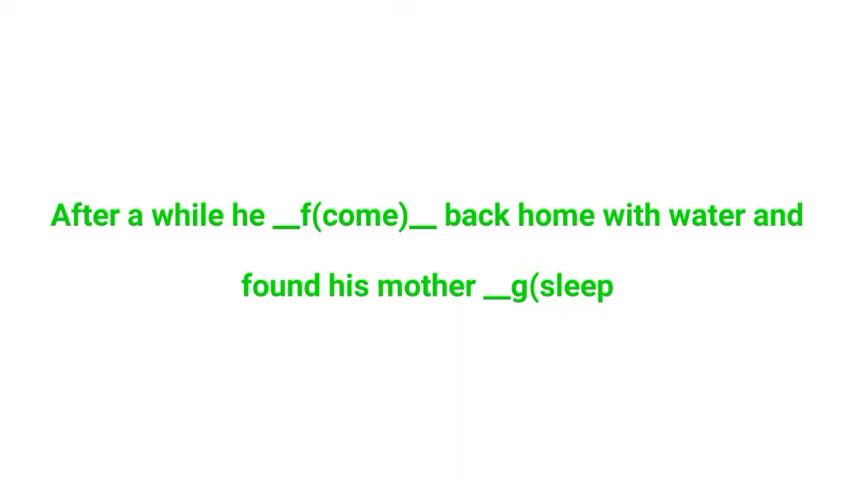 After a while he __f(come)__ back home with water and
found his mother __g(sleep